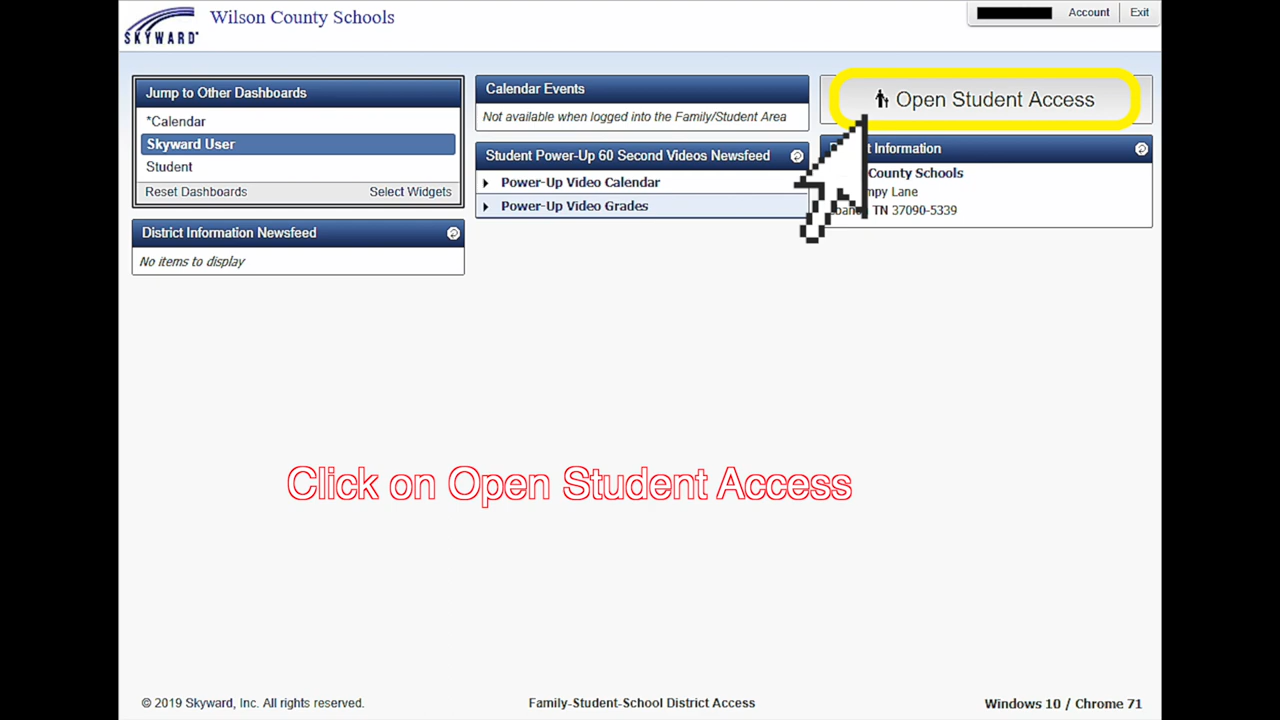 SKYWARD
Wilson County Schools
Account
Exit
Jump to Other Dashboards
*Calendar
Skyward User
Student
Reset Dashboards
Select Widgets
District Information Newsfeed
No items to display
Calendar Events
Not available when logged into the Family/Student Area
Student Power-Up 60 Second Videos Newsfeed
Power-Up Video Calendar
Power-Up Video Grades
Open Student Access
Information
County Schools
Lane
TN 37090-5339
Click on Open Student Access
© 2019 Skyward, Inc. All rights reserved.
Family-Student-School District Access
Windows 10 / Chrome 71